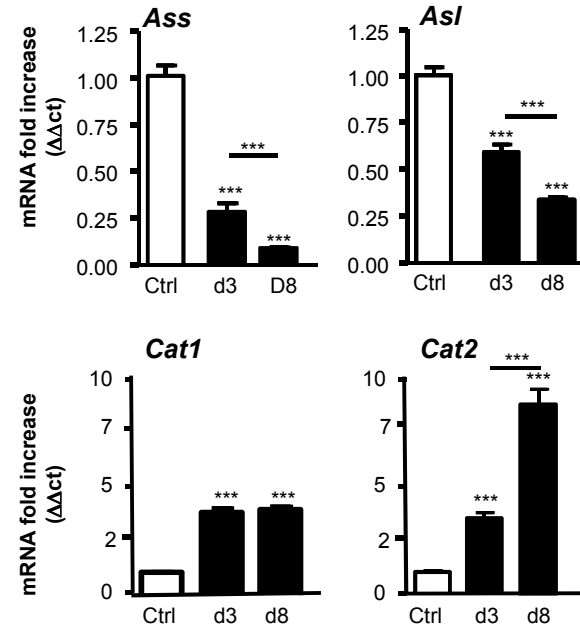 Ass
mRNA fold increase
(ΔΔct)
1.25
1.00
0.75
0.50
0.25
0.00
***
***
***
Ctrl d3 D8
Asl
1.25
1.00
0.75
0.50
0.25
0.00
***
***
***
Ctrl d3 d8
Cat1
mRNA fold increase
(ΔΔct)
10
7
5
2
0
*** ***
Ctrl d3 d8
Cat2
10
7
5
2
0
***
***
***
Ctrl d3 d8